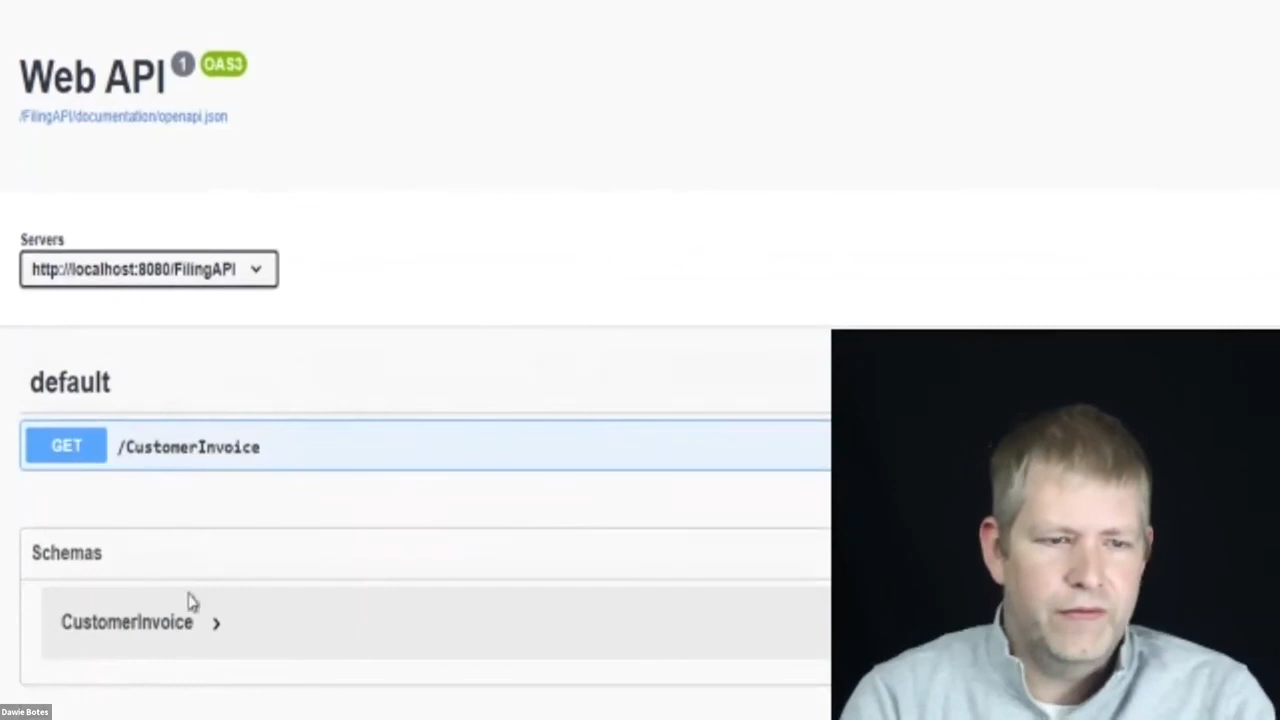 Web API 1 OAS3
/FilingAPI/documentation/openapi.json
Servers
http://localhost:8080/FilingAPI
default
GET /CustomerInvoice
Schemas
CustomerInvoice
Dawie Botes